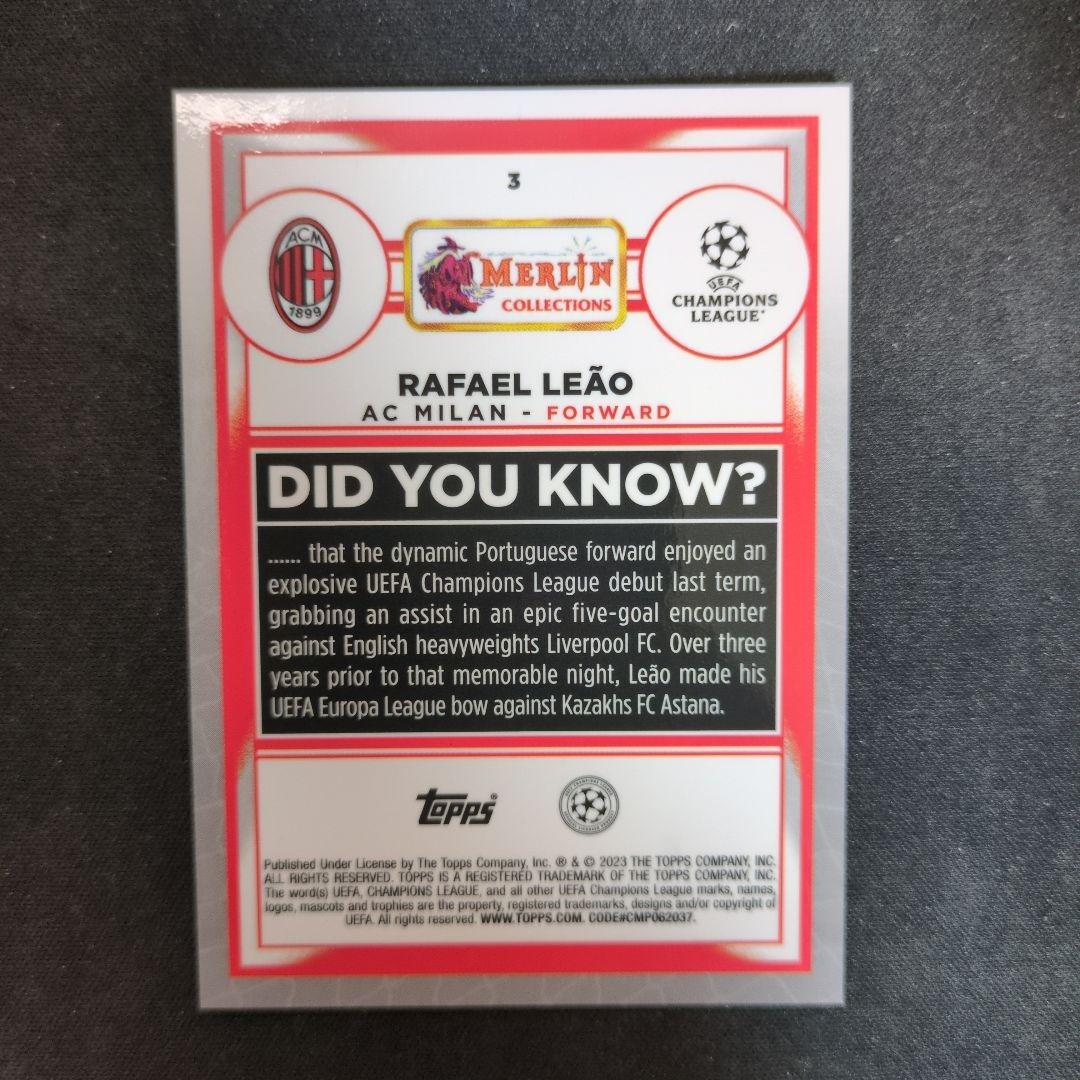 3
ACM
1899
MERLIN
COLLECTIONS
UEFA
CHAMPIONS
LEAGUE
RAFAEL LEÃO
AC MILAN - FORWARD
DID YOU KNOW?
...... that the dynamic Portuguese forward enjoyed an
explosive UEFA Champions League debut last term,
grabbing an assist in an epic five-goal encounter
against English heavyweights Liverpool FC. Over three
years prior to that memorable night, Leão made his
UEFA Europa League bow against Kazakhs FC Astana.
topps®
Published Under License by The Topps Company, Inc. ® & © 2023 THE TOPPS COMPANY, INC.
ALL RIGHTS RESERVED. TOPPS IS A REGISTERED TRADEMARK OF THE TOPPS COMPANY, INC.
The word(s) UEFA, CHAMPIONS LEAGUE, and all other UEFA Champions League marks, names,
logos, mascots and trophies are the property, registered trademarks, designs and/or copyright of
UEFA. All rights reserved. WWW.TOPPS.COM. CODE#CMP062037.